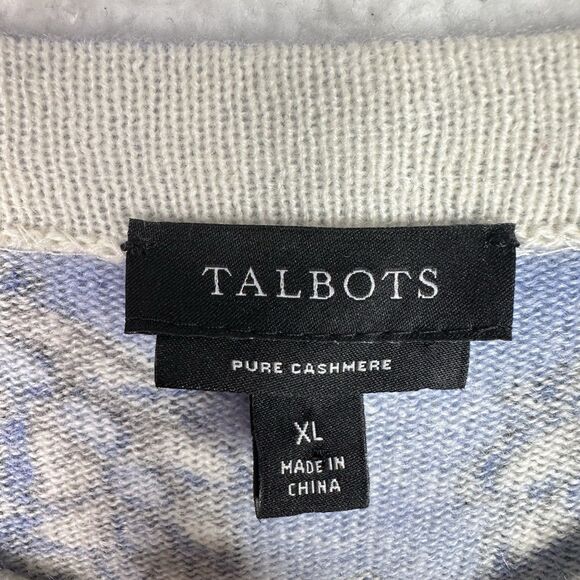 TALBOTS
PURE CASHMERE
XL
MADE IN
CHINA